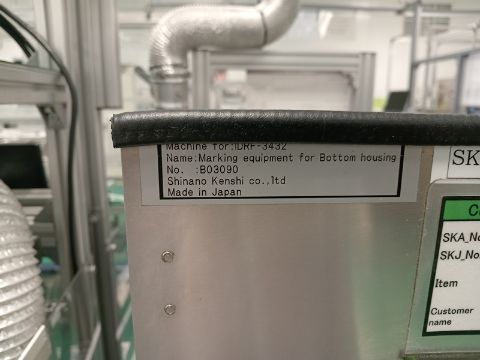 Machine for:IDRF-3432
Name:Marking equipment for Bottom housing
No. :B03090
Shinano Kenshi co.,ltd
Made in Japan
SK
SKA_No
SKJ_No
Item
Customer
name